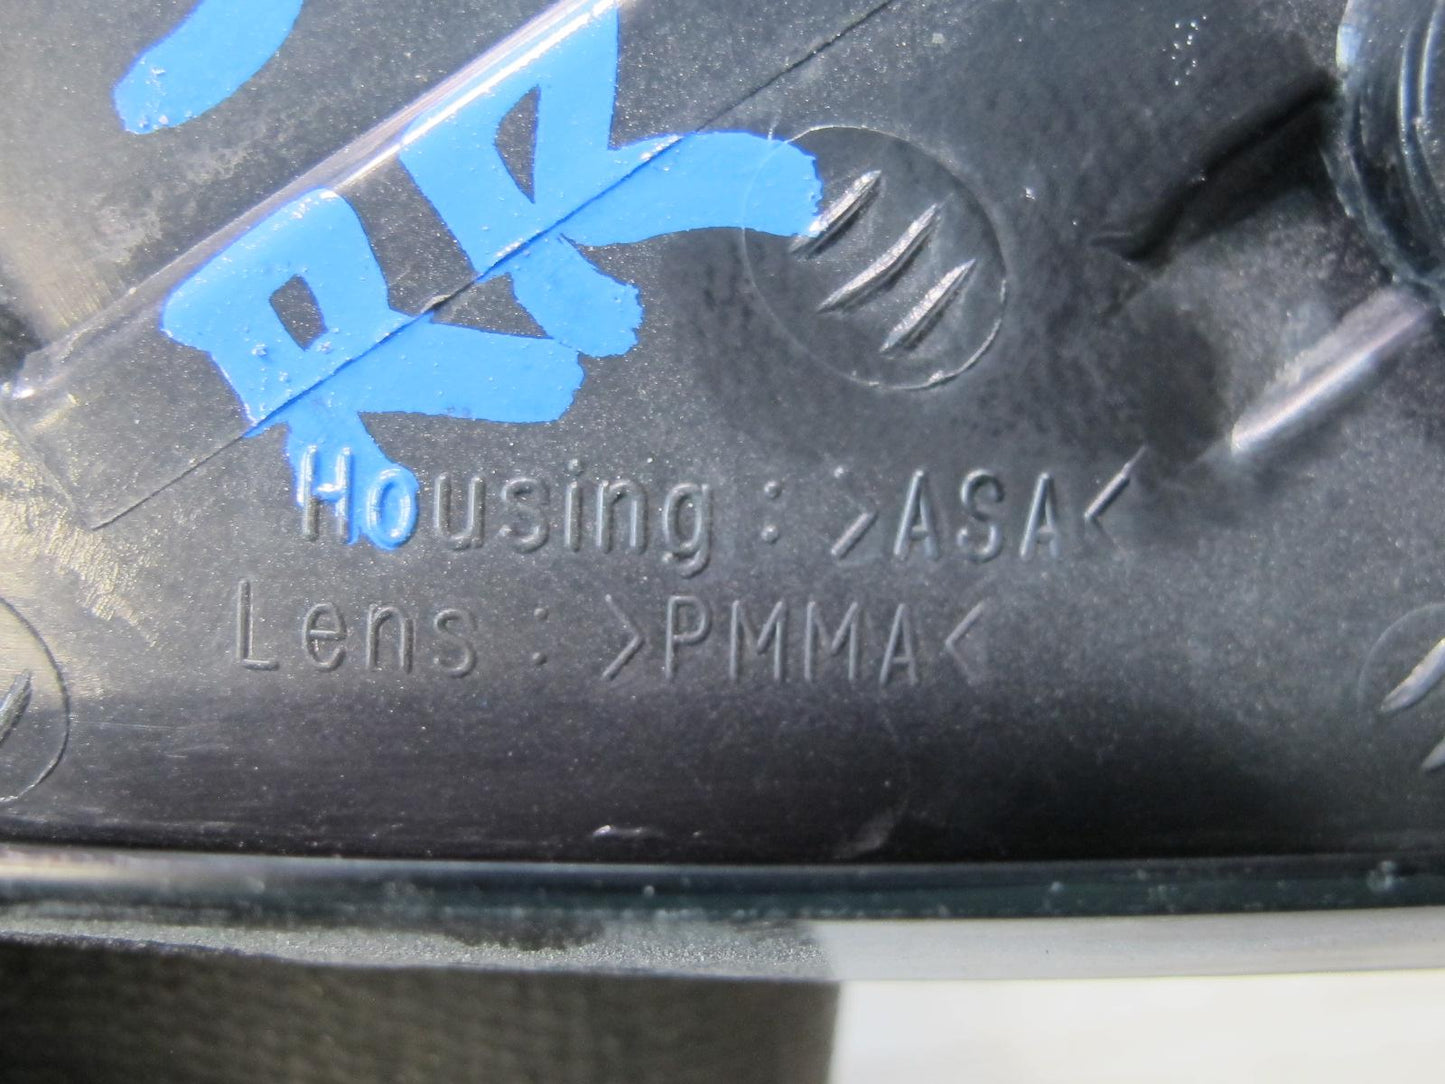 RR
Housing : >ASA<
Lens : >PMMA<